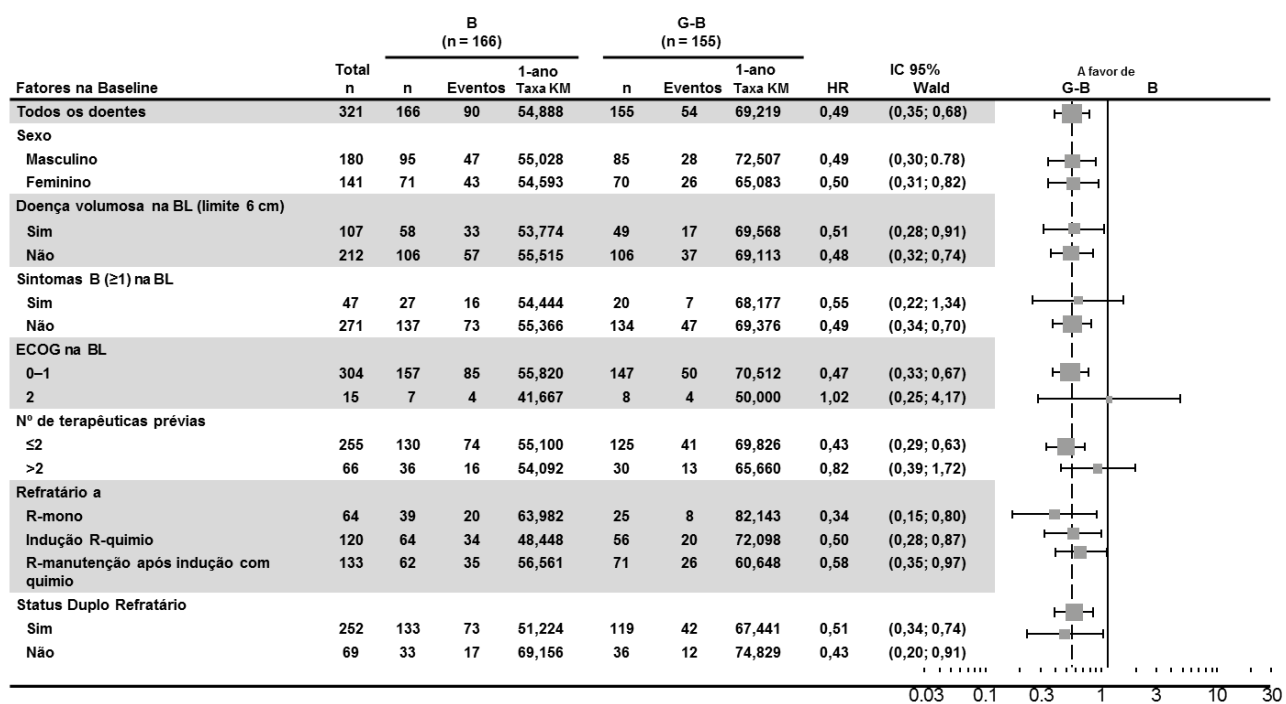 B G-B
(n = 166) (n = 155)
Total 1-ano 1-ano IC 95% A favor de
Fatores na Baseline n n Eventos Taxa KM n Eventos Taxa KM HR Wald G-B B
Todos os doentes 321 166 90 54,888 155 54 69,219 0,49 (0,35; 0,68)
Sexo
Masculino 180 95 47 55,028 85 28 72,507 0,49 (0,30; 0.78)
Feminino 141 71 43 54,593 70 26 65,083 0,50 (0,31; 0,82)
Doença volumosa na BL (limite 6 cm)
Sim 107 58 33 53,774 49 17 69,568 0,51 (0,28; 0,91)
Não 212 106 57 55,515 106 37 69,113 0,48 (0,32; 0,74)
Sintomas B (≥1) na BL
Sim 47 27 16 54,444 20 7 68,177 0,55 (0,22; 1,34)
Não 271 137 73 55,366 134 47 69,376 0,49 (0,34; 0,70)
ECOG na BL
0–1 304 157 85 55,820 147 50 70,512 0,47 (0,33; 0,67)
2 15 7 4 41,667 8 4 50,000 1,02 (0,25; 4,17)
Nº de terapêuticas prévias
≤2 255 130 74 55,100 125 41 69,826 0,43 (0,29; 0,63)
>2 66 36 16 54,092 30 13 65,660 0,82 (0,39; 1,72)
Refratário a
R-mono 64 39 20 63,982 25 8 82,143 0,34 (0,15; 0,80)
Indução R-quimio 120 64 34 48,448 56 20 72,098 0,50 (0,28; 0,87)
R-manutenção após indução com 133 62 35 56,561 71 26 60,648 0,58 (0,35; 0,97)
quimio
Status Duplo Refratário
Sim 252 133 73 51,224 119 42 67,441 0,51 (0,34; 0,74)
Não 69 33 17 69,156 36 12 74,829 0,43 (0,20; 0,91)
0.03 0.1 0.3 1 3 10 30